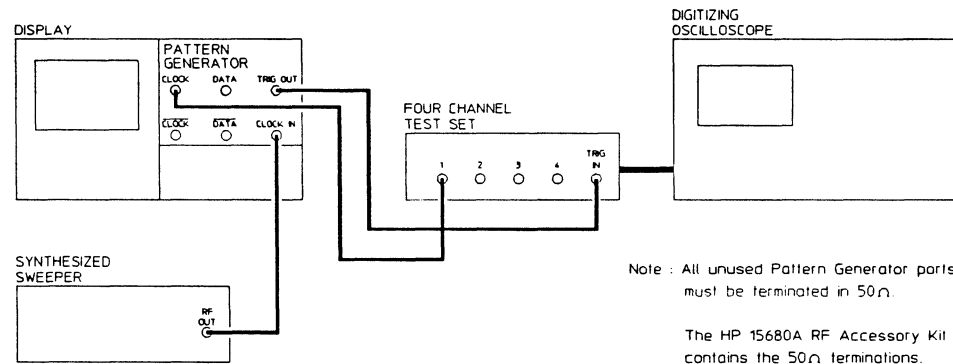 DISPLAY
PATTERN
GENERATOR
CLOCK DATA TRIG OUT
CLOCK DATA CLOCK IN
FOUR CHANNEL
TEST SET
1 2 3 4 TRIG IN
DIGITIZING
OSCILLOSCOPE
SYNTHESIZED
SWEEPER
RF
OUT
Note : All unused Pattern Generator ports
must be terminated in 50Ω.
The HP 15680A RF Accessory Kit
contains the 50Ω terminations.